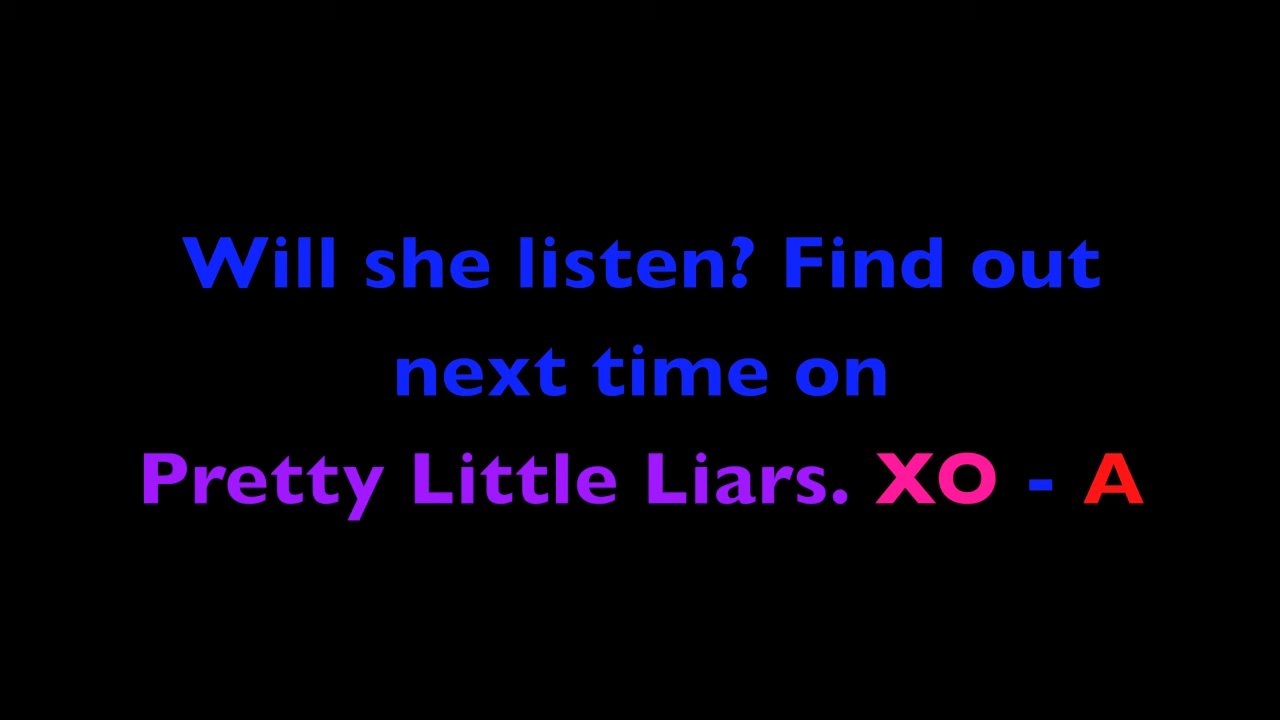 Will she listen? Find out
next time on
Pretty Little Liars. XO - A